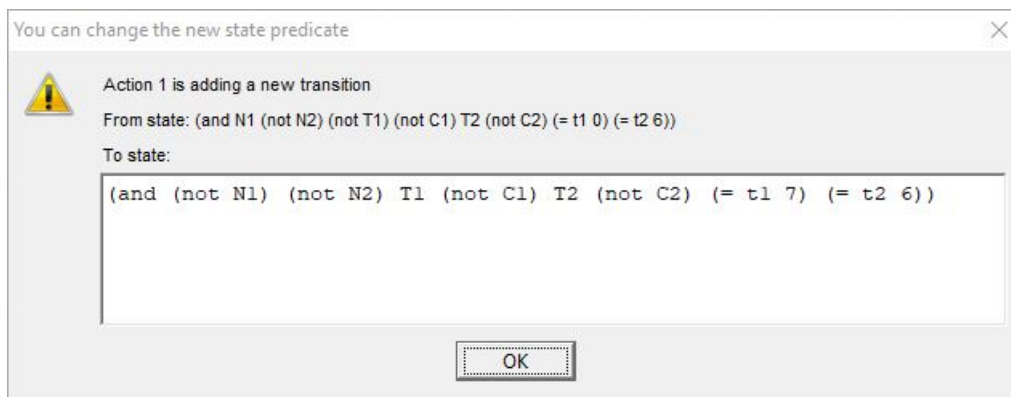 You can change the new state predicate
Action 1 is adding a new transition
From state: (and N1 (not N2) (not T1) (not C1) T2 (not C2) (= t1 0) (= t2 6))
To state:
(and (not N1) (not N2) T1 (not C1) T2 (not C2) (= t1 7) (= t2 6))
OK